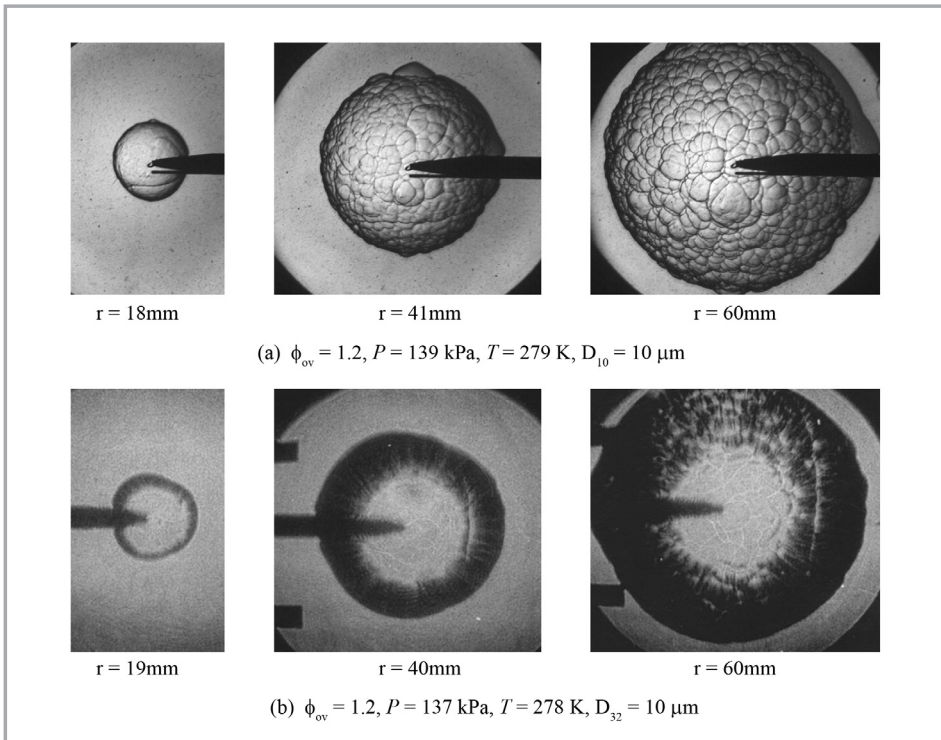 r = 18mm r = 41mm r = 60mm
(a) ϕₒᵥ = 1.2, P = 139 kPa, T = 279 K, D₁₀ = 10 μm
r = 19mm r = 40mm r = 60mm
(b) ϕₒᵥ = 1.2, P = 137 kPa, T = 278 K, D₃₂ = 10 μm